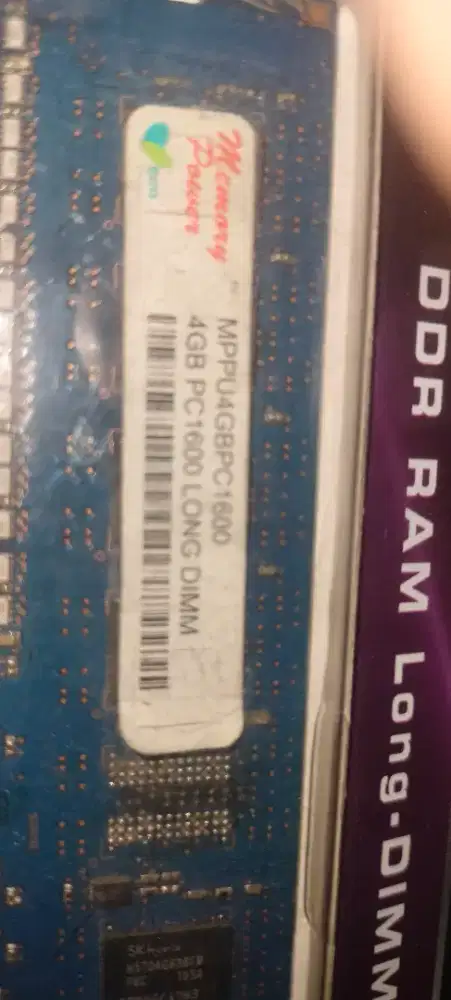 Memory
Power
MPPU4GBPC1600
4GB PC1600 LONG DIMM
DDR RAM Long-DIMM